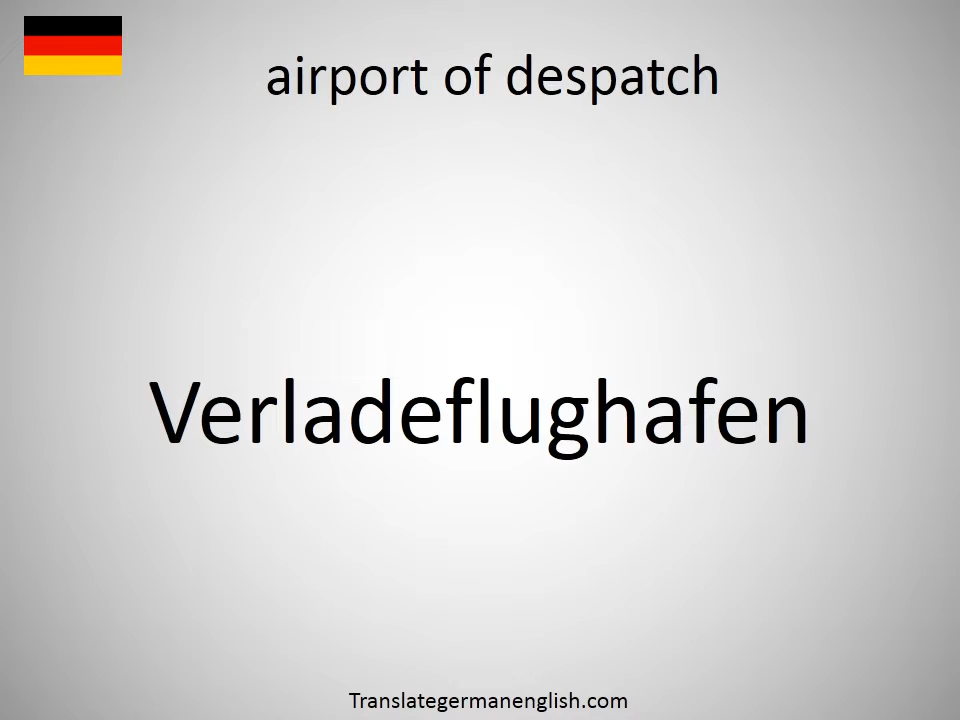 airport of despatch
Verladeflughafen
Translategermanenglish.com